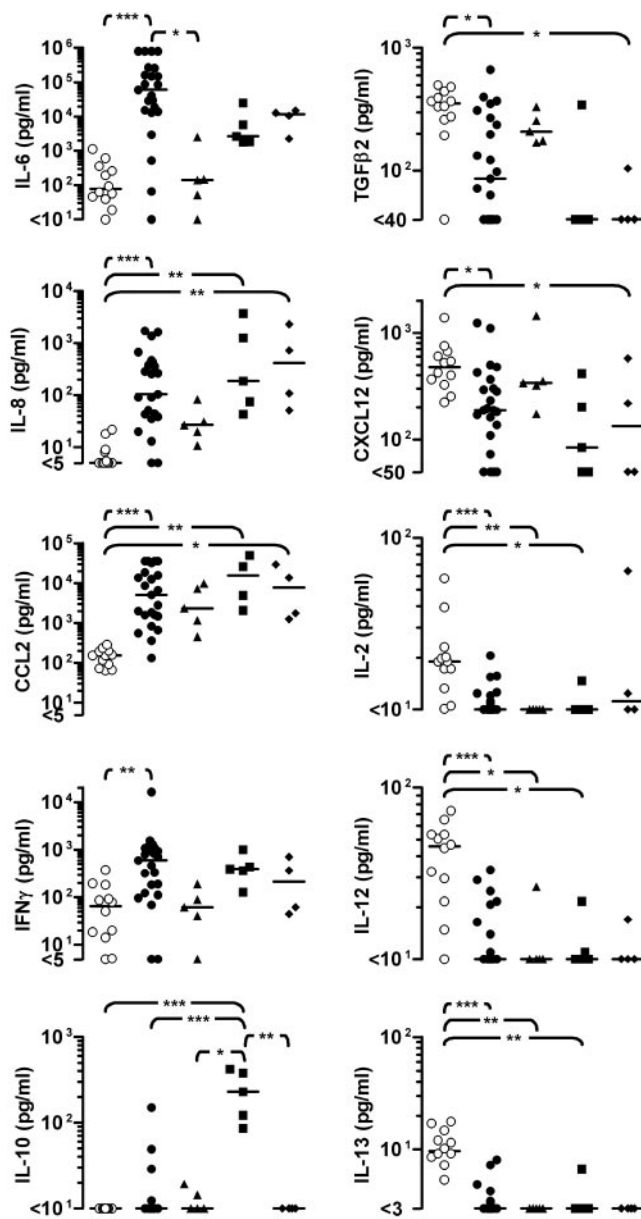 *** *
IL-6 (pg/ml)
10⁶
10⁵
10⁴
10³
10²
<10¹
* *
TGFβ2 (pg/ml)
10³
10²
<40
*** ** **
IL-8 (pg/ml)
10⁴
10³
10²
10¹
<5
* *
CXCL12 (pg/ml)
10³
10²
<50
*** ** *
CCL2 (pg/ml)
10⁵
10⁴
10³
10²
10¹
<5
*** ** *
IL-2 (pg/ml)
10²
<10¹
**
IFNγ (pg/ml)
10⁴
10³
10²
10¹
<5
*** * *
IL-12 (pg/ml)
10²
<10¹
*** *** * **
IL-10 (pg/ml)
10³
10²
<10¹
*** ** **
IL-13 (pg/ml)
10²
10¹
<3